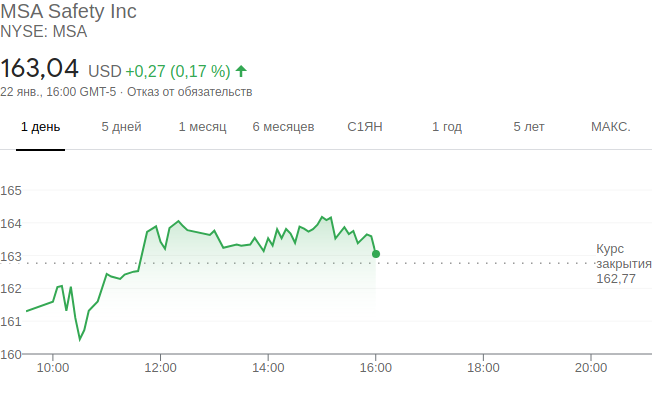 MSA Safety Inc
NYSE: MSA
163,04 USD +0,27 (0,17 %)
22 янв., 16:00 GMT-5 · Отказ от обязательств
1 день 5 дней 1 месяц 6 месяцев С1ЯН 1 год 5 лет МАКС.
165
164
163
162
161
160
Курс
закрытия
162,77
10:00 12:00 14:00 16:00 18:00 20:00